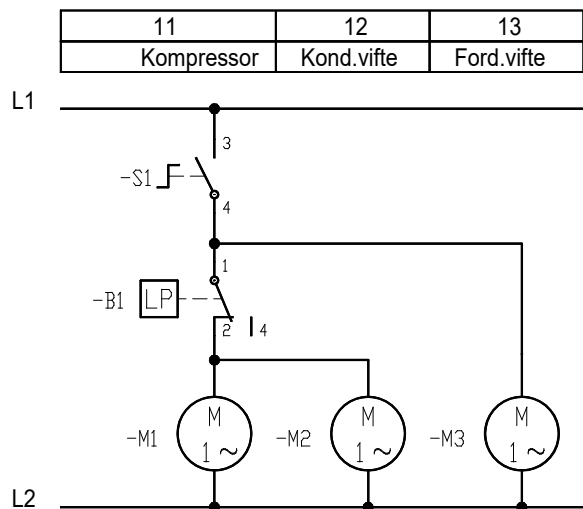 11 12 13
Kompressor Kond.vifte Ford.vifte
L1
3
-S1
4
1
-B1 LP
2 4
M M M
-M1 1~ -M2 1~ -M3 1~
L2